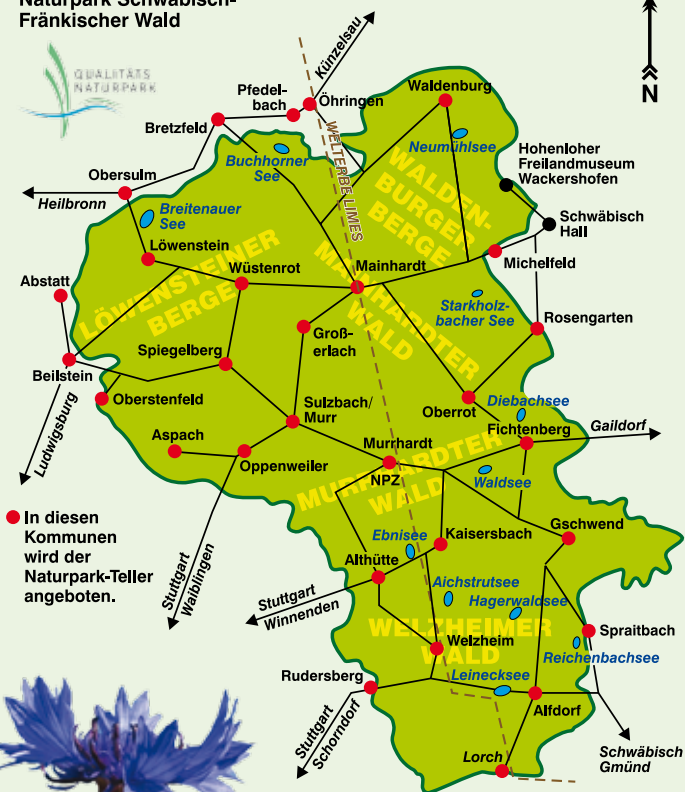 Naturpark Schwäbisch-
Fränkischer Wald
QUALITÄTS
NATURPARK
N
Künzelsau
Pfedel-
bach
Öhringen
Waldenburg
Bretzfeld
Neumühlsee
Buchhorner
See
WELTERBE LIMES
Hohenloher
Freilandmuseum
Wackershofen
WALDEN-
BURGER
BERGE
Obersulm
Heilbronn
Breitenauer
See
Schwäbisch
Hall
Löwenstein
Michelfeld
LÖWENSTEINER
BERGE
Wüstenrot
Mainhardt
MAINHARDTER
WALD
Abstatt
Starkholz-
bacher See
Rosengarten
Groß-
erlach
Spiegelberg
Beilstein
Oberstenfeld
Ludwigsburg
Sulzbach/
Murr
Oberrot
Diebachsee
Fichtenberg
Gaildorf
Aspach
Oppenweiler
Murrhardt
NPZ
MURRHARDTER
WALD
Waldsee
In diesen
Kommunen
wird der
Naturpark-Teller
angeboten.
Stuttgart
Waiblingen
Ebnisee
Kaisersbach
Gschwend
Althütte
Stuttgart
Winnenden
Aichstrutsee
Hagerwaldsee
WELZHEIMER
WALD
Welzheim
Spraitbach
Reichenbachsee
Rudersberg
Leinecksee
Alfdorf
Stuttgart
Schorndorf
Lorch
Schwäbisch
Gmünd